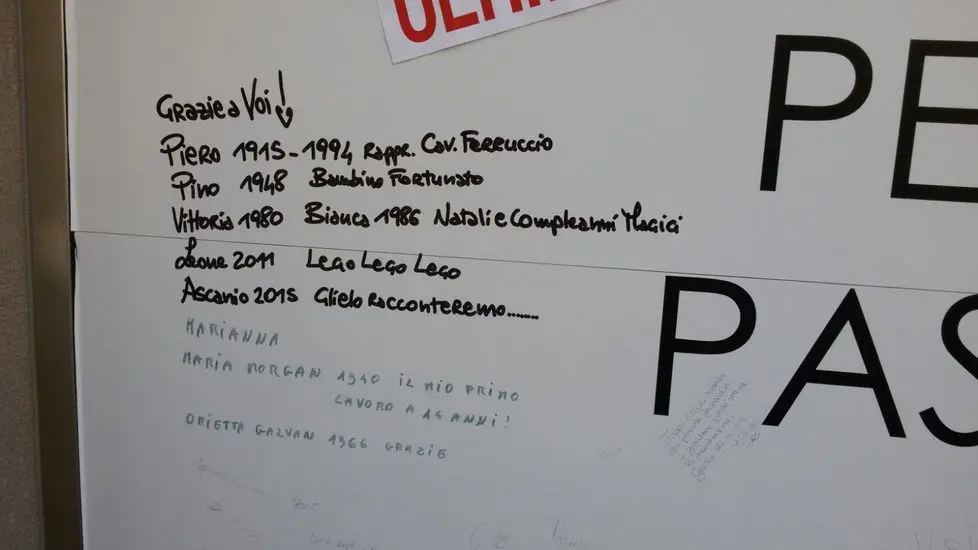 PE
PAS
Grazie a Voi!
Piero 1915-1994 Rappr. Cav. Ferruccio
Pino 1948 Bambino Fortunato
Vittoria 1980 Bianca 1986 Natali e Compleanni Magici
Leone 2011 Lego Lego Lego
Ascanio 2015 Glielo racconteremo.......
MARIANNA
MARIA MORGAN 1940 IL MIO PRIMO
LAVORO A 14 ANNI!
ORIETTA GALVAN 1966 GRAZIE